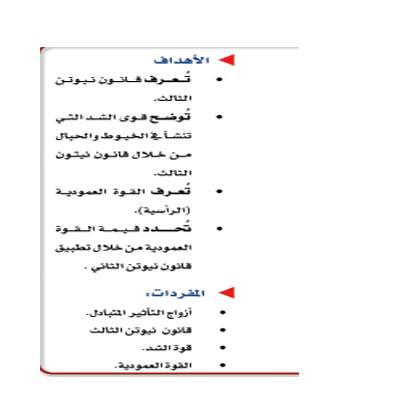 الأهداف
• تُعرف قانون نيوتن
الثالث.
• تُوضح قوى الشد التي
تنشأ في الخيوط والحبال
من خلال قانون نيتون
الثالث.
• تُعرف القوة العمودية
(الرأسية).
• تُحدد قيمة القوة
العمودية من خلال تطبيق
قانون نيوتن الثاني .
المفردات:
• أزواج التأثير المتبادل.
• قانون نيوتن الثالث
• قوة الشد.
• القوة العمودية.